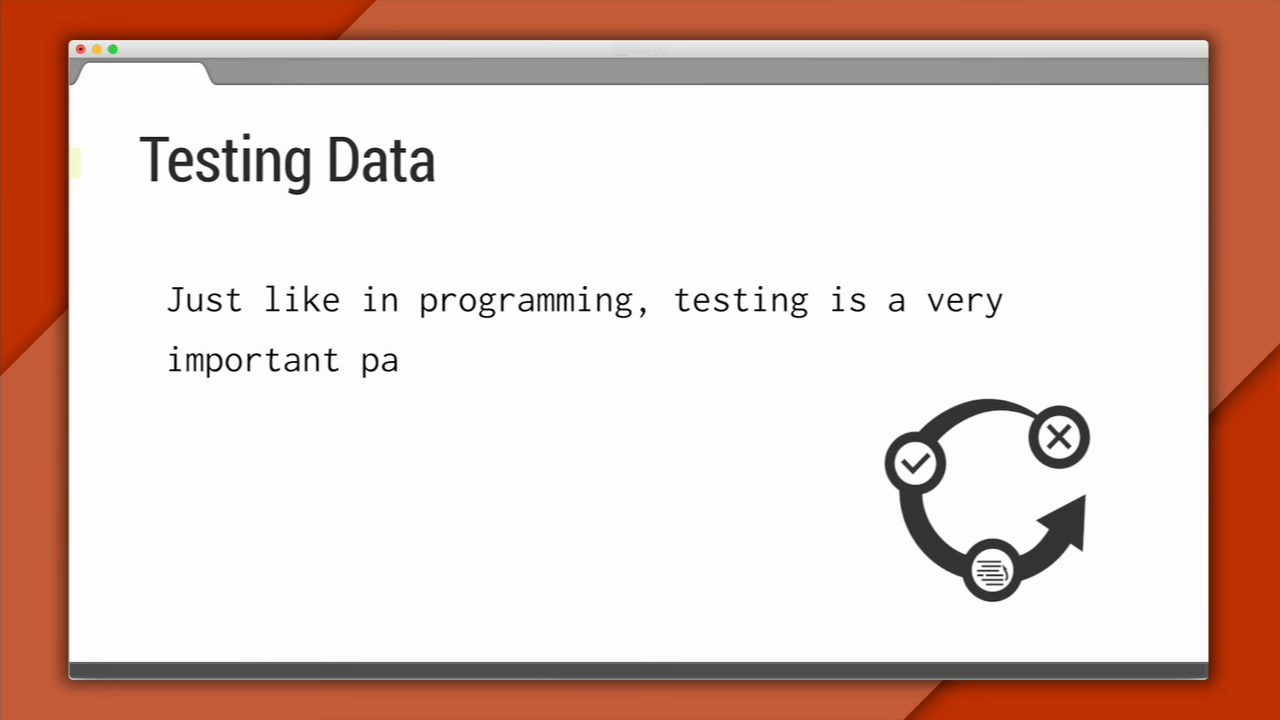 Testing Data
Just like in programming, testing is a very
important pa